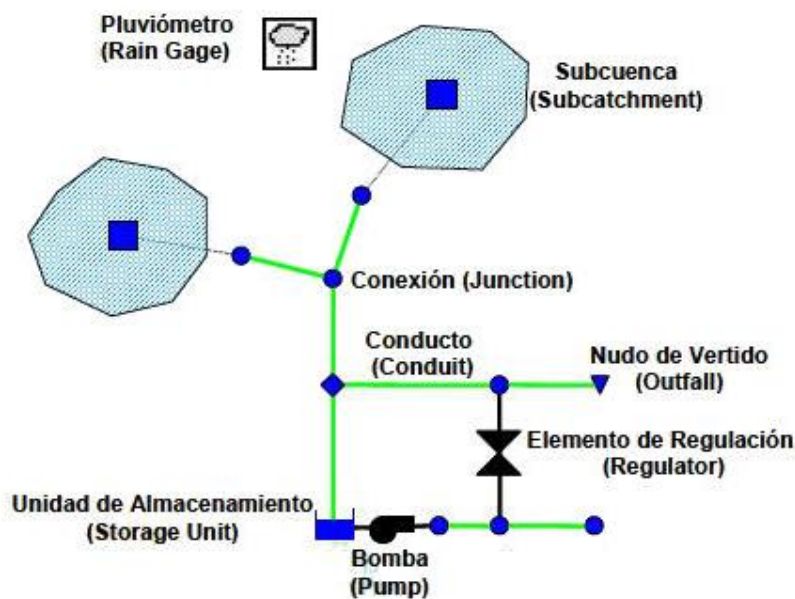 Pluviómetro
(Rain Gage)
Subcuenca
(Subcatchment)
Conexión (Junction)
Conducto
(Conduit)
Nudo de Vertido
(Outfall)
Elemento de Regulación
(Regulator)
Unidad de Almacenamiento
(Storage Unit)
Bomba
(Pump)